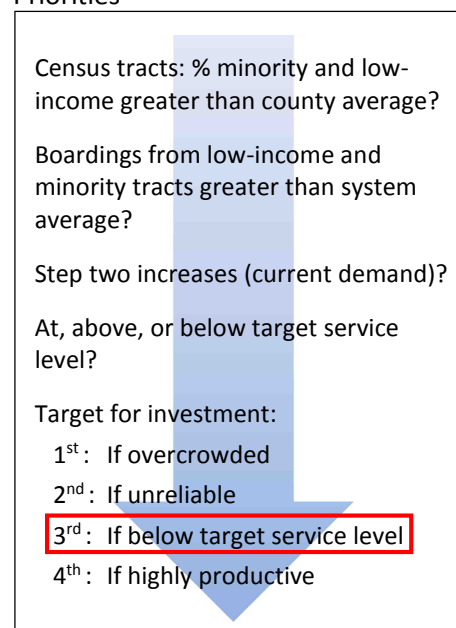 Priorities
Census tracts: % minority and low-
income greater than county average?
Boardings from low-income and
minority tracts greater than system
average?
Step two increases (current demand)?
At, above, or below target service
level?
Target for investment:
1st : If overcrowded
2nd : If unreliable
3rd : If below target service level
4th : If highly productive